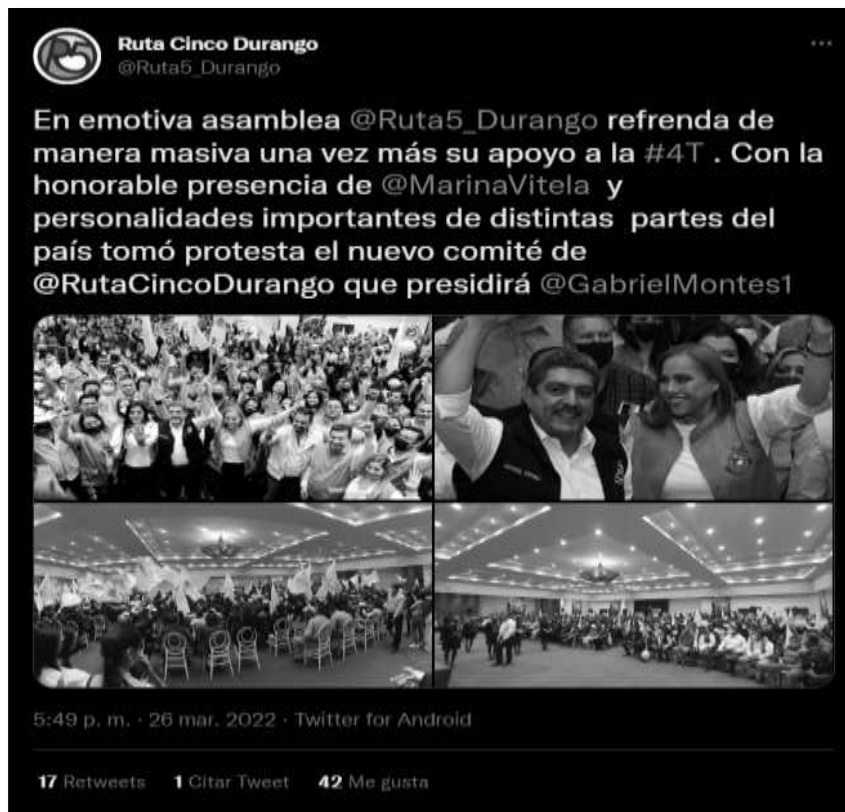 R5
Ruta Cinco Durango
@Ruta5_Durango
En emotiva asamblea @Ruta5_Durango refrenda de
manera masiva una vez más su apoyo a la #4T . Con la
honorable presencia de @MarinaVitela y
personalidades importantes de distintas partes del
país tomó protesta el nuevo comité de
@RutaCincoDurango que presidirá @GabrielMontes1
5:49 p. m. · 26 mar. 2022 · Twitter for Android
17 Retweets 1 Citar Tweet 42 Me gusta